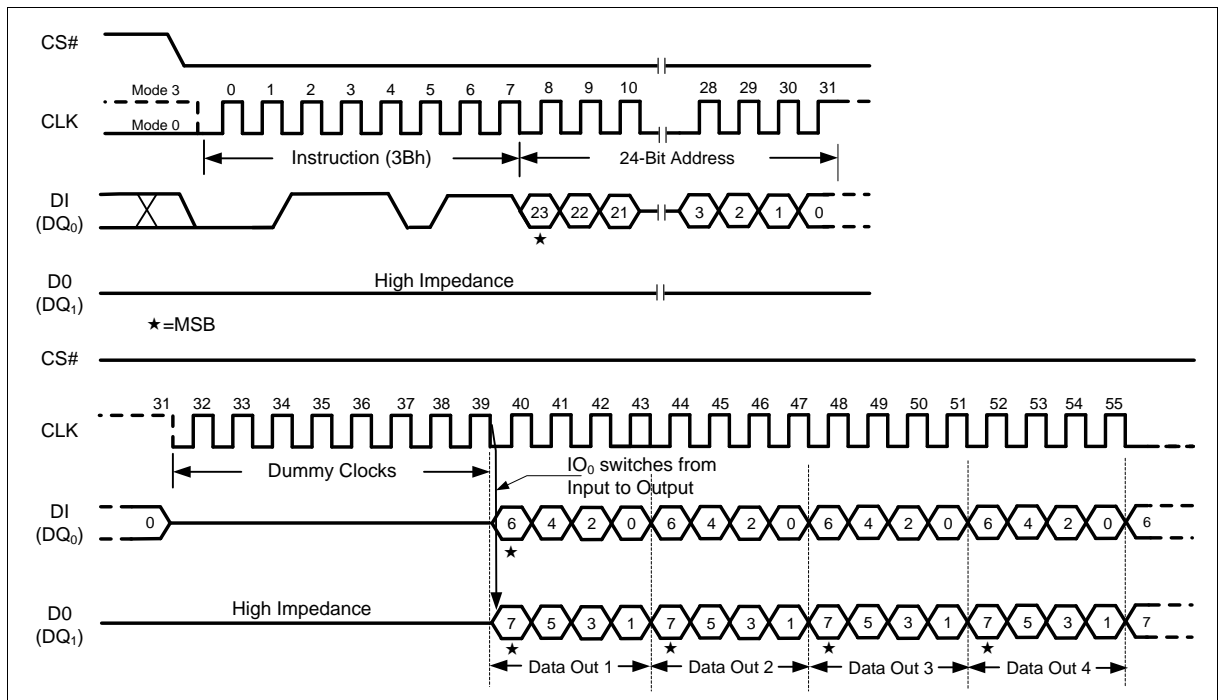 CS#
Mode 3
0 1 2 3 4 5 6 7 8 9 10 28 29 30 31
CLK
Mode 0
Instruction (3Bh) 24-Bit Address
DI
(DQ0)
23 22 21 3 2 1 0
★
D0
(DQ1)
High Impedance
★=MSB
CS#
31 32 33 34 35 36 37 38 39 40 41 42 43 44 45 46 47 48 49 50 51 52 53 54 55
CLK
Dummy Clocks
IO0 switches from
Input to Output
DI
(DQ0)
0 6 4 2 0 6 4 2 0 6 4 2 0 6 4 2 0 6
★
D0
(DQ1)
High Impedance
7 5 3 1 7 5 3 1 7 5 3 1 7 5 3 1 7
★ ★ ★ ★
Data Out 1 Data Out 2 Data Out 3 Data Out 4